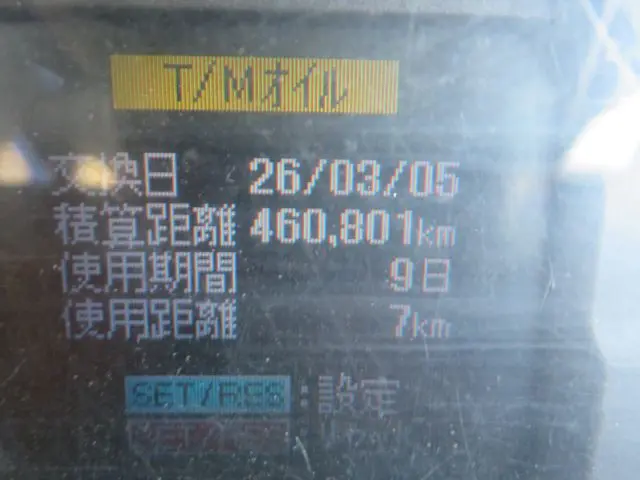 T/Mオイル
交換日 26/03/05
積算距離 460,801km
使用期間 9日
使用距離 7km
SET/RES :設定